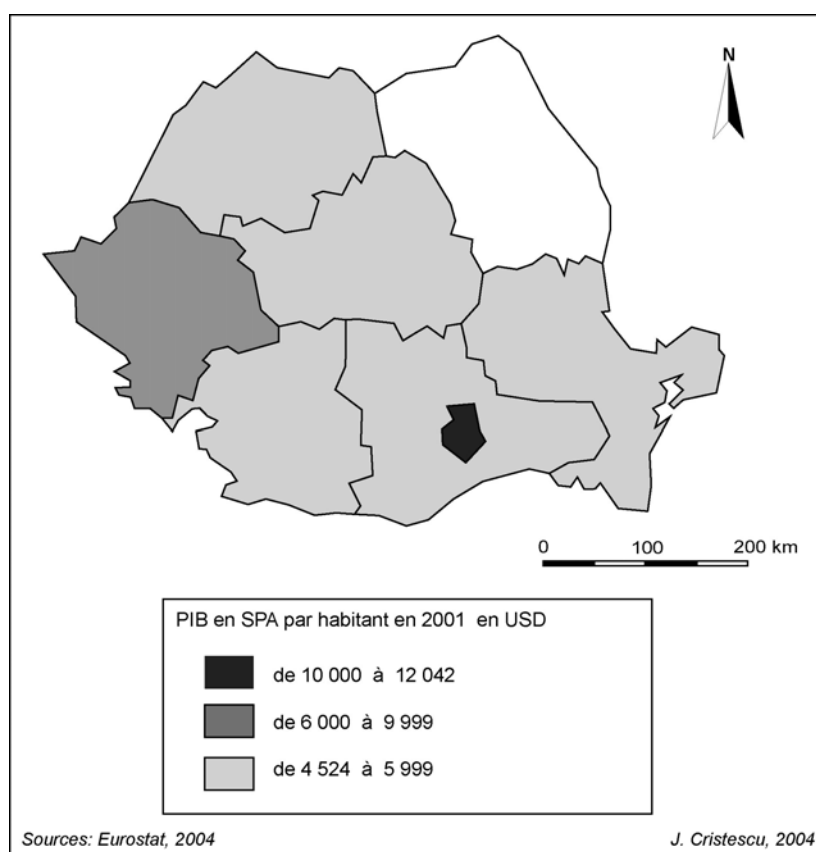 N
0 100 200 km
PIB en SPA par habitant en 2001 en USD
de 10 000 à 12 042
de 6 000 à 9 999
de 4 524 à 5 999
Sources: Eurostat, 2004 J. Cristescu, 2004